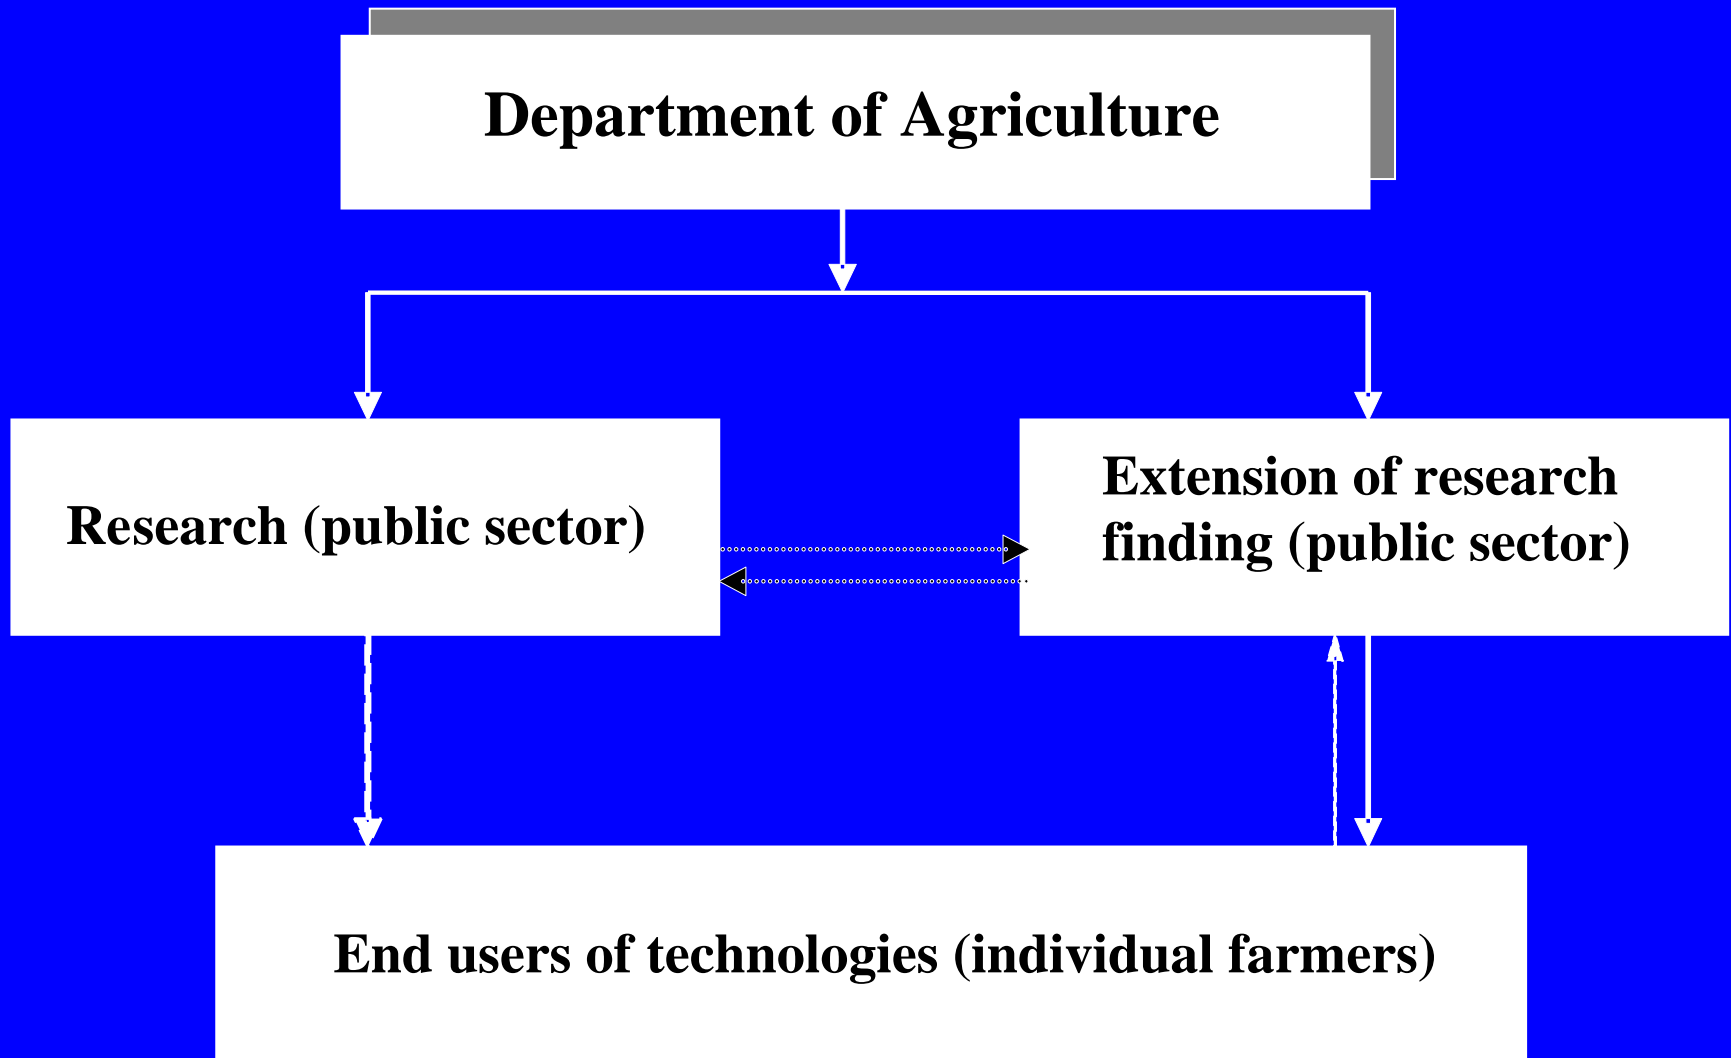 Department of Agriculture
Research (public sector)
Extension of research
finding (public sector)
End users of technologies (individual farmers)